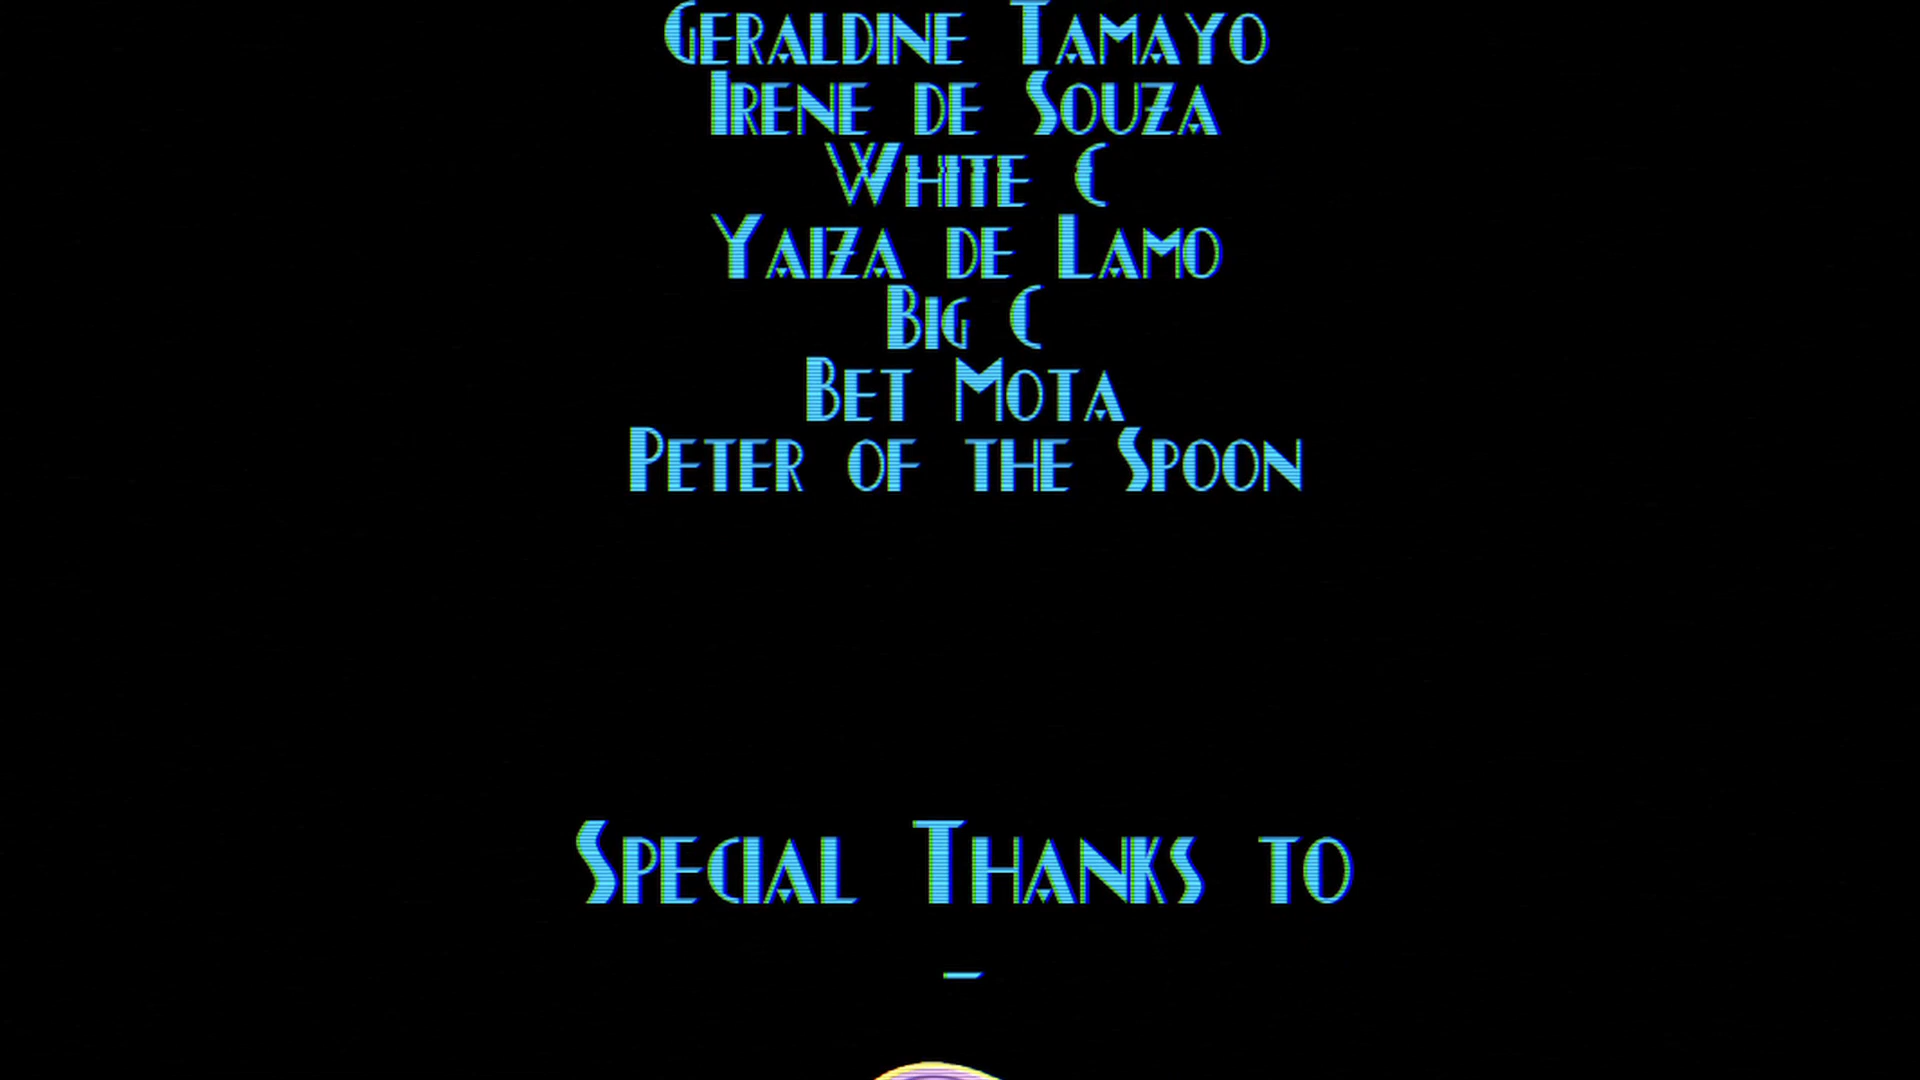 Geraldine Tamayo
Irene de Souza
White C
Yaiza de Lamo
Big C
Bet Mota
Peter of the Spoon
Special Thanks to
–